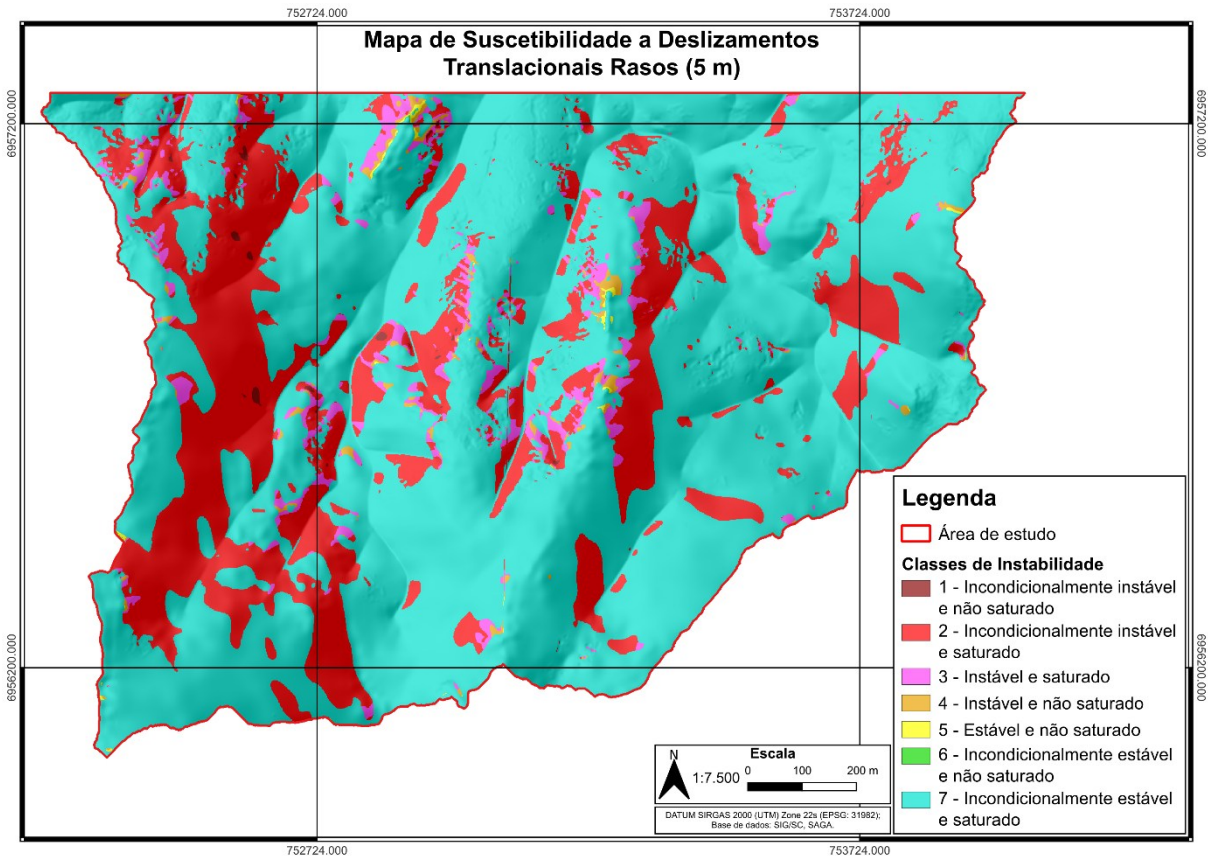 752724.000
753724.000
Mapa de Suscetibilidade a Deslizamentos
Translacionais Rasos (5 m)
6957200.000
6957200.000
6956200.000
6956200.000
Legenda
Área de estudo
Classes de Instabilidade
1 - Incondicionalmente instável
e não saturado
2 - Incondicionalmente instável
e saturado
3 - Instável e saturado
4 - Instável e não saturado
5 - Estável e não saturado
6 - Incondicionalmente estável
e não saturado
7 - Incondicionalmente estável
e saturado
N
1:7.500
Escala
0 100 200 m
DATUM SIRGAS 2000 (UTM) Zone 22s (EPSG: 31982);
Base de dados: SIG/SC, SAGA.
752724.000
753724.000